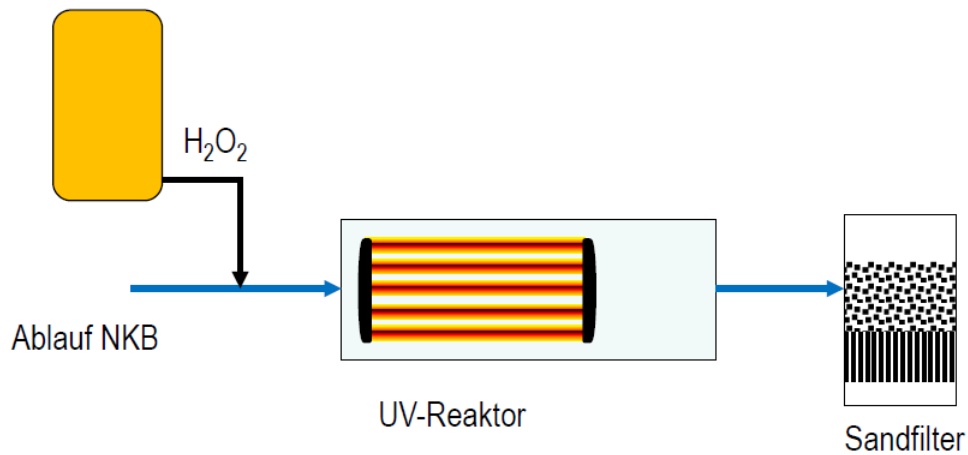 H₂O₂
Ablauf NKB
UV-Reaktor
Sandfilter